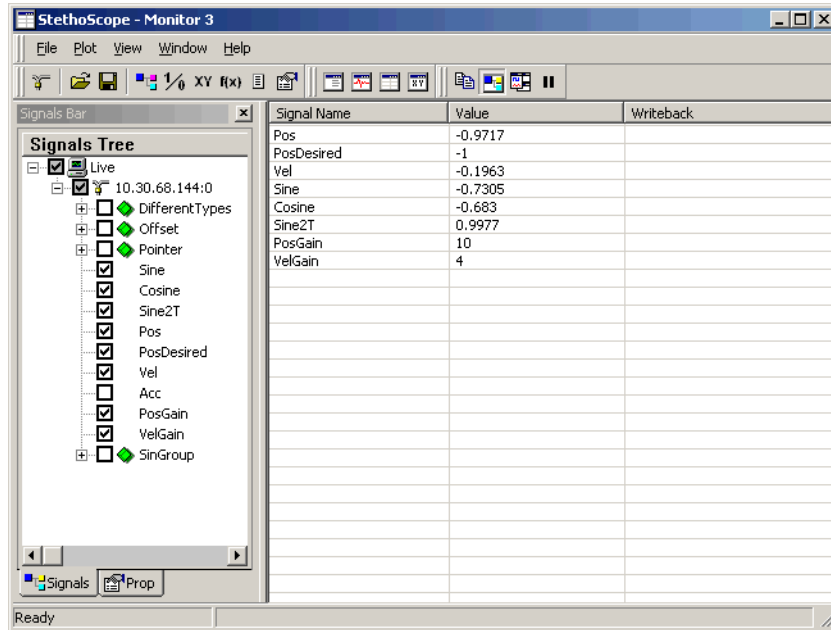 StethoScope - Monitor 3
File Plot View Window Help
1/0 XY f(x)
XY
Signals Bar
Signals Tree
Live
10.30.68.144:0
DifferentTypes
Offset
Pointer
Sine
Cosine
Sine2T
Pos
PosDesired
Vel
Acc
PosGain
VelGain
SinGroup
Signals Prop
Signal Name Value Writeback
Pos -0.9717
PosDesired -1
Vel -0.1963
Sine -0.7305
Cosine -0.683
Sine2T 0.9977
PosGain 10
VelGain 4
Ready